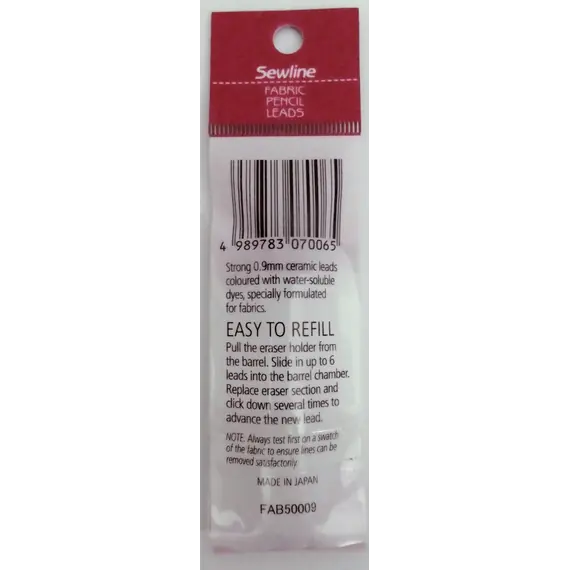 Sewline
FABRIC
PENCIL
LEADS
4 989783 070065
Strong 0.9mm ceramic leads
coloured with water-soluble
dyes, specially formulated
for fabrics.
EASY TO REFILL
Pull the eraser holder from
the barrel. Slide in up to 6
leads into the barrel chamber.
Replace eraser section and
click down several times to
advance the new lead.
NOTE: Always test first on a swatch
of the fabric to ensure lines can be
removed satisfactorily.
MADE IN JAPAN
FAB50009